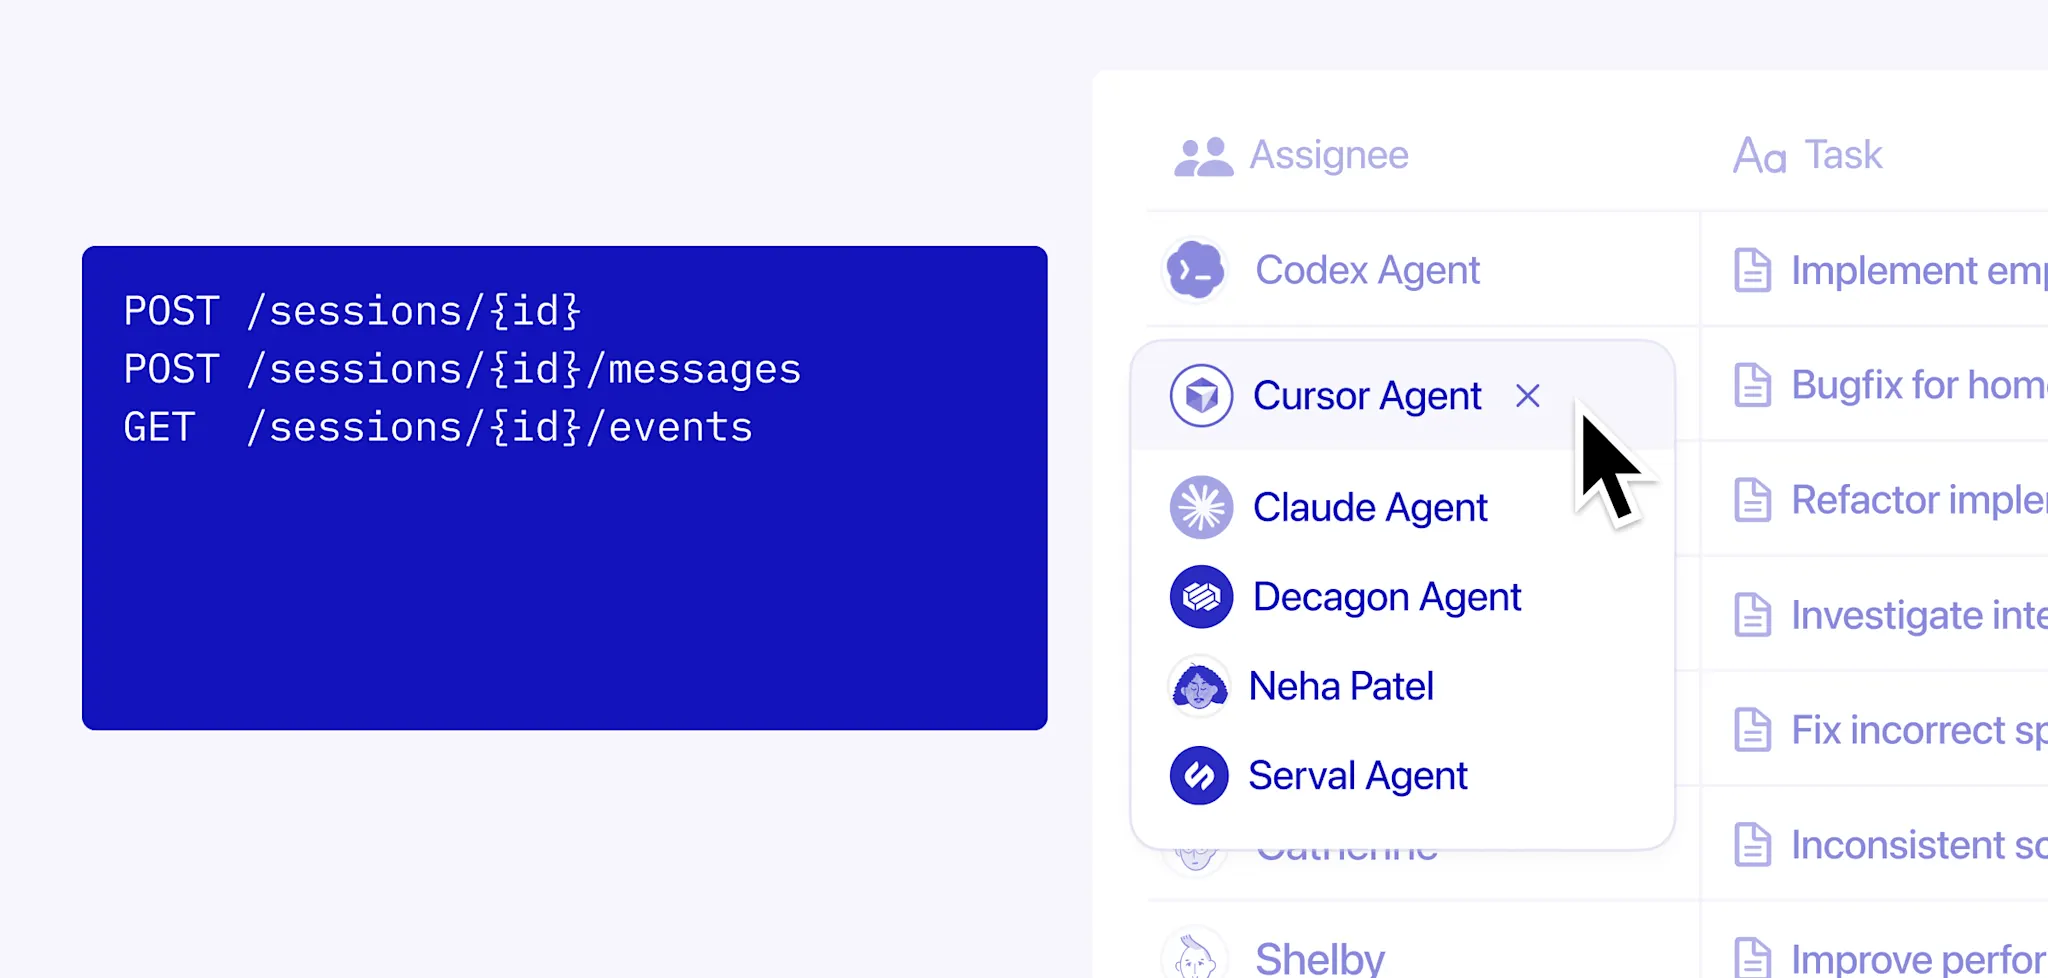 POST /sessions/{id}
POST /sessions/{id}/messages
GET  /sessions/{id}/events
Assignee
Aa Task
Codex Agent
Implement emp
Cursor Agent
Bugfix for hom
Claude Agent
Refactor imple
Decagon Agent
Investigate inte
Neha Patel
Fix incorrect sp
Serval Agent
Catherine
Inconsistent sc
Shelby
Improve perfor